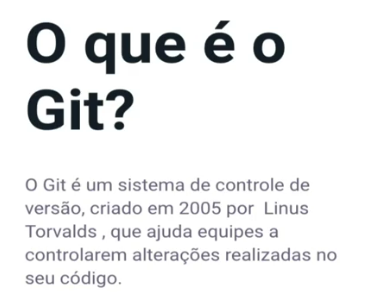 O que é o
Git?
O Git é um sistema de controle de
versão, criado em 2005 por  Linus
Torvalds , que ajuda equipes a
controlarem alterações realizadas no
seu código.